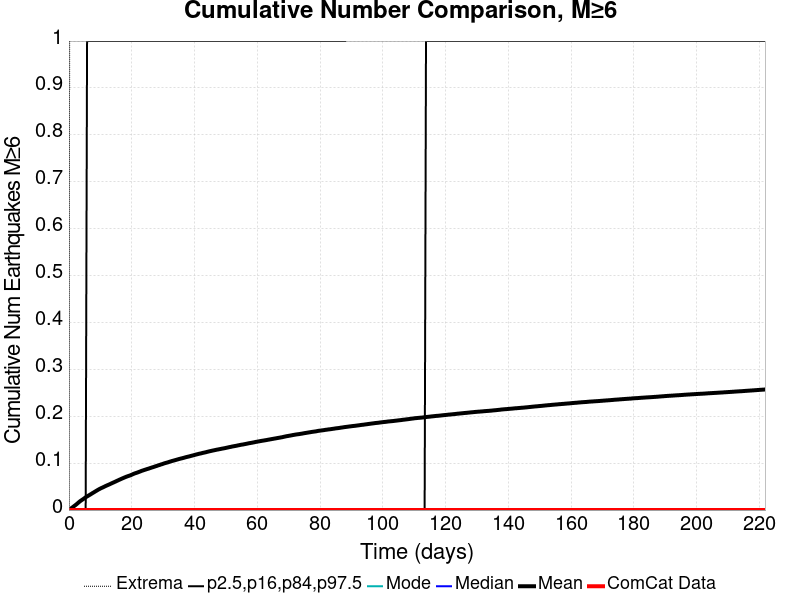 Cumulative Number Comparison, M≥6
Cumulative Num Earthquakes M≥6
1
0.9
0.8
0.7
0.6
0.5
0.4
0.3
0.2
0.1
0
0 20 40 60 80 100 120 140 160 180 200 220
Time (days)
Extrema p2.5,p16,p84,p97.5 Mode Median Mean ComCat Data